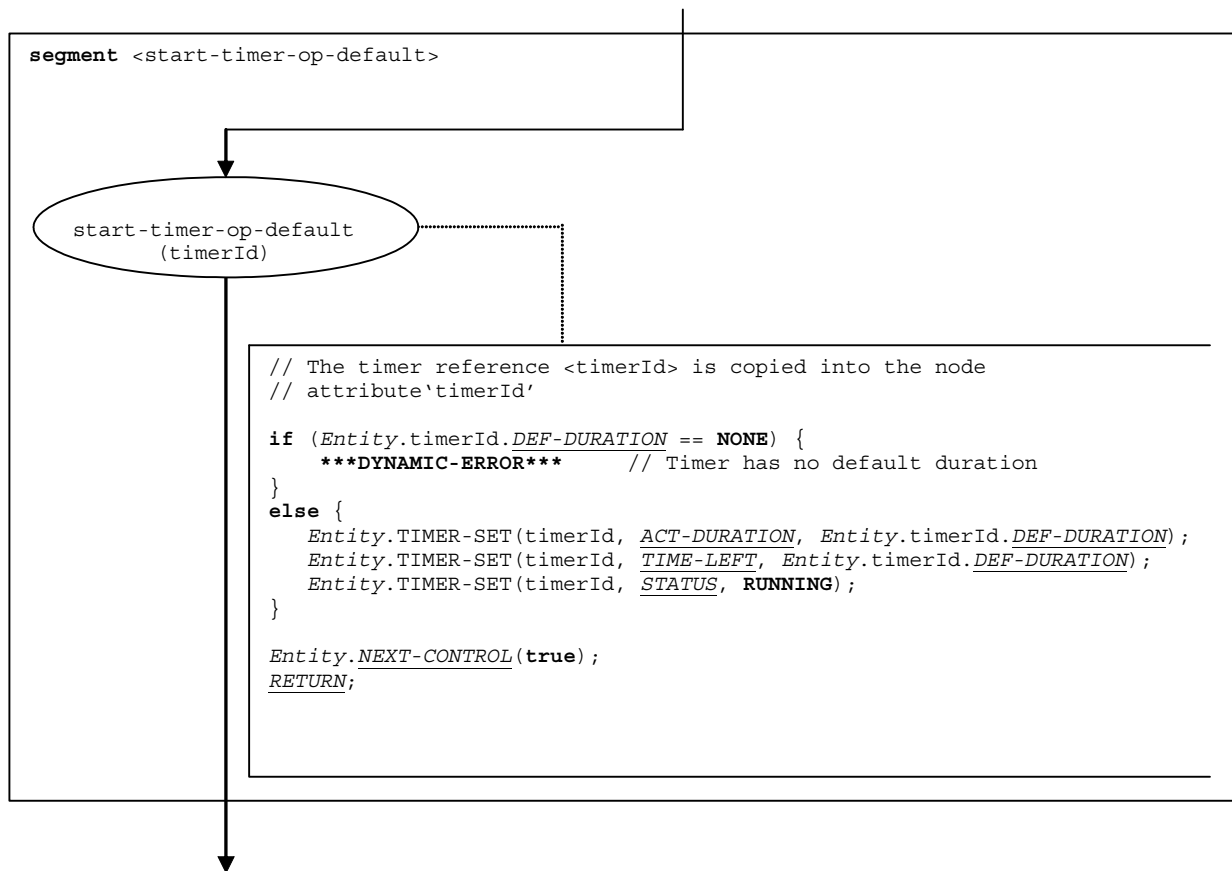 segment <start-timer-op-default>
start-timer-op-default
(timerId)
// The timer reference <timerId> is copied into the node
// attribute‘timerId’
if (Entity.timerId.DEF-DURATION == NONE) {
***DYNAMIC-ERROR*** // Timer has no default duration
}
else {
Entity.TIMER-SET(timerId, ACT-DURATION, Entity.timerId.DEF-DURATION);
Entity.TIMER-SET(timerId, TIME-LEFT, Entity.timerId.DEF-DURATION);
Entity.TIMER-SET(timerId, STATUS, RUNNING);
}
Entity.NEXT-CONTROL(true);
RETURN;